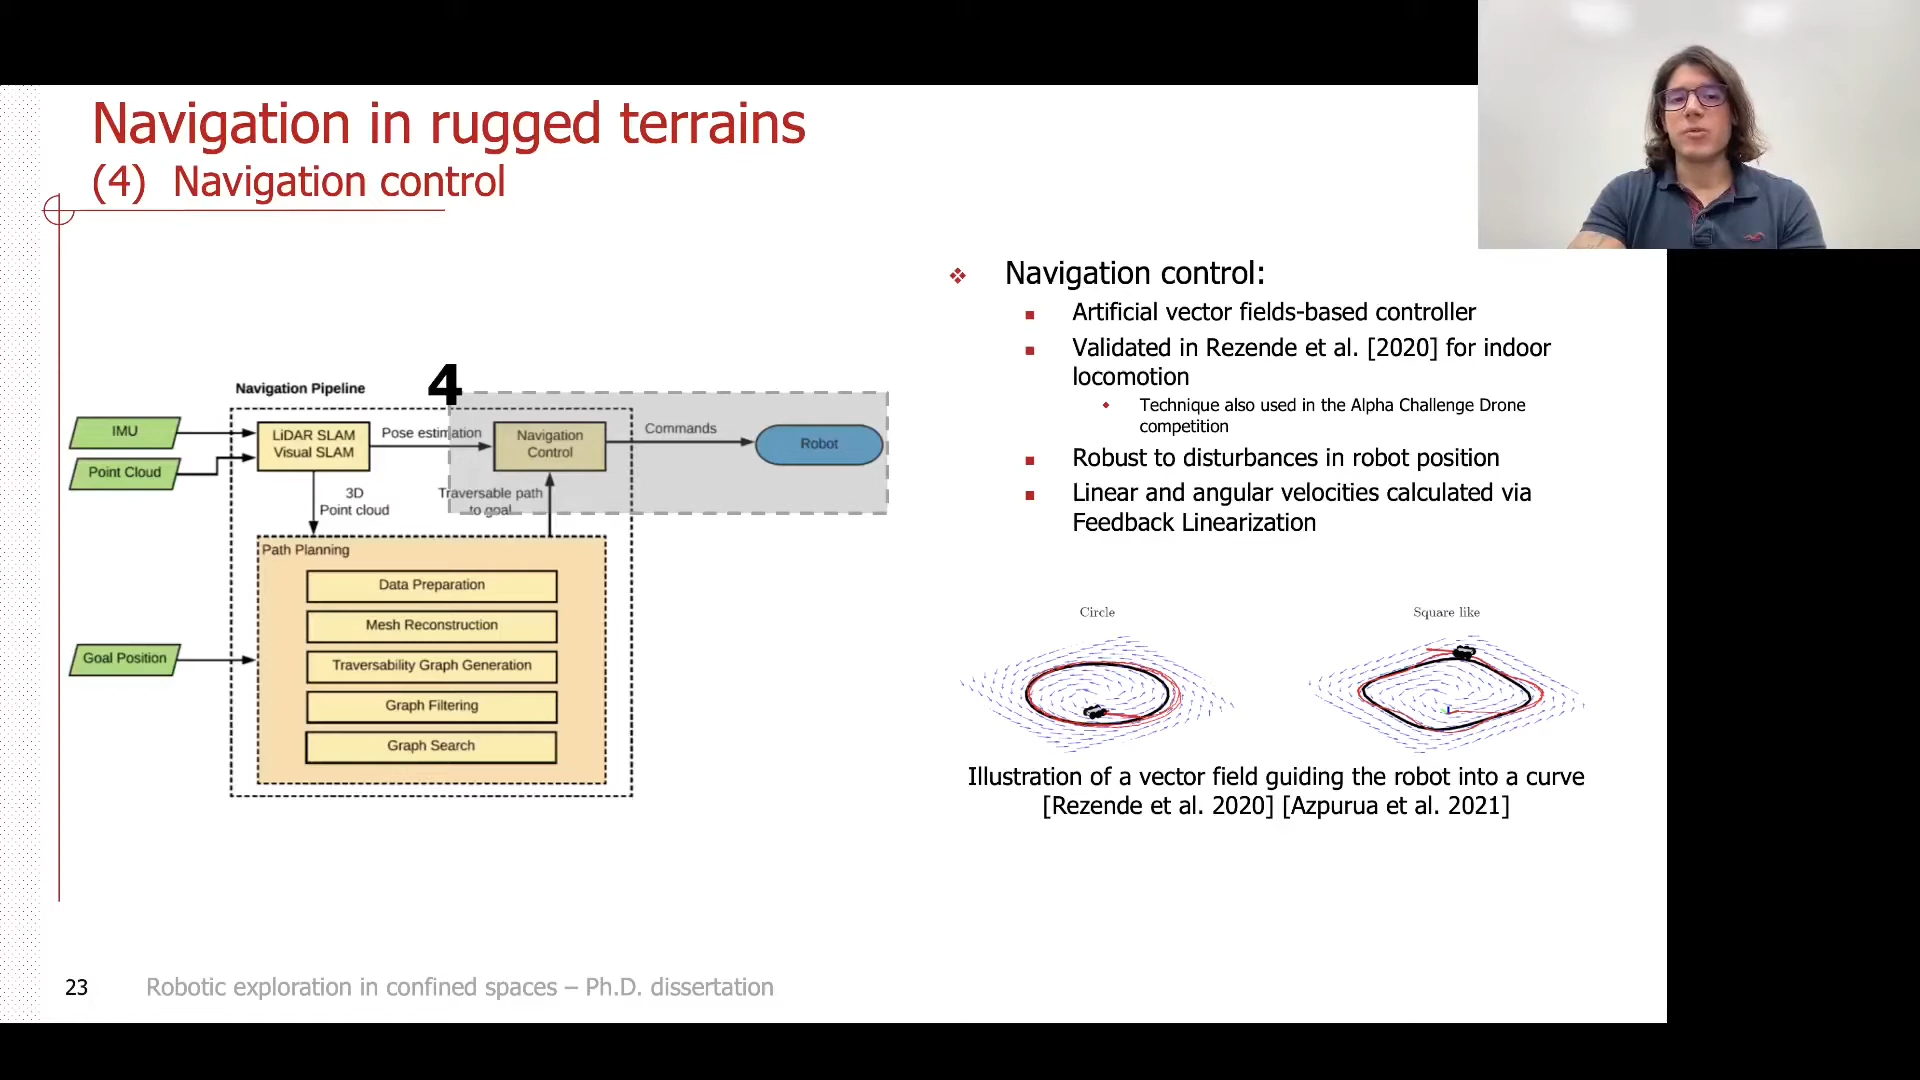 Navigation in rugged terrains
(4) Navigation control
Navigation Pipeline
4
IMU
Point Cloud
LiDAR SLAM
Visual SLAM
Pose estimation
Navigation
Control
Commands
Robot
3D
Point cloud
Traversable path
to goal
Path Planning
Data Preparation
Mesh Reconstruction
Traversability Graph Generation
Graph Filtering
Graph Search
Goal Position
Navigation control:
Artificial vector fields-based controller
Validated in Rezende et al. [2020] for indoor
locomotion
Technique also used in the Alpha Challenge Drone
competition
Robust to disturbances in robot position
Linear and angular velocities calculated via
Feedback Linearization
Circle
Square like
Illustration of a vector field guiding the robot into a curve
[Rezende et al. 2020] [Azpurua et al. 2021]
23
Robotic exploration in confined spaces – Ph.D. dissertation